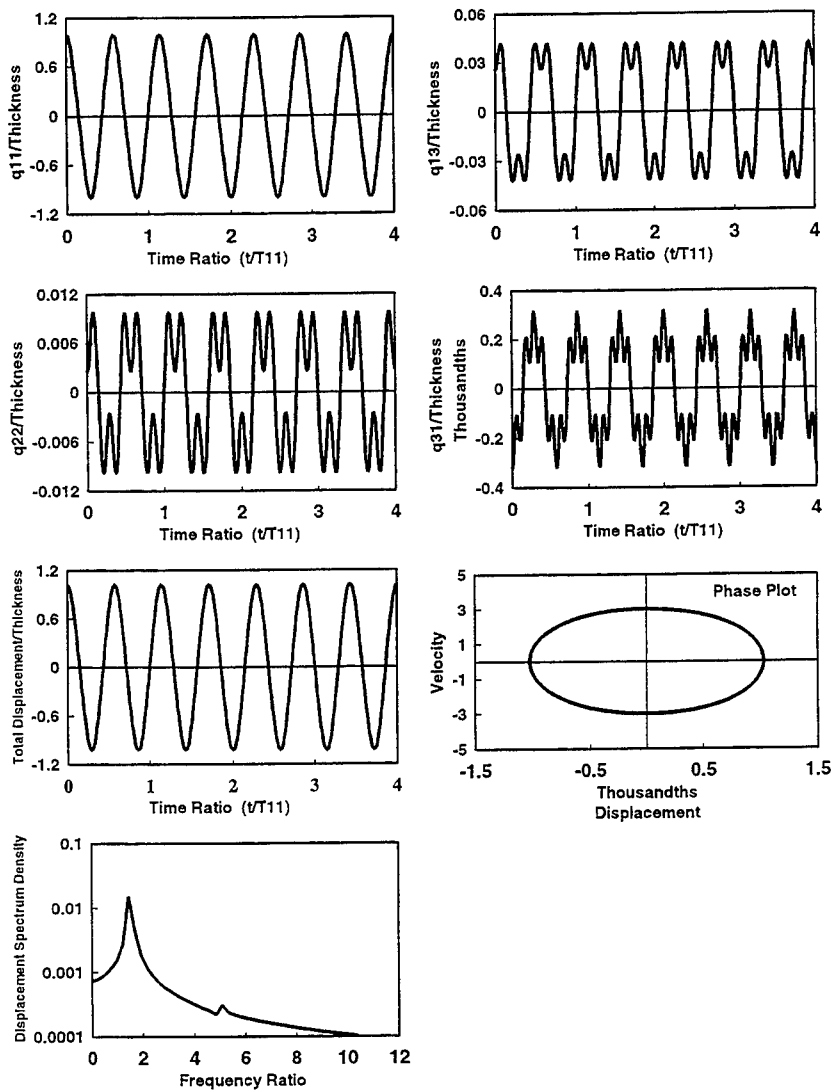 1.2
0.6
0
-0.6
-1.2
q11/Thickness
0 1 2 3 4
Time Ratio (t/T11)
0.06
0.03
0
-0.03
-0.06
q13/Thickness
0 1 2 3 4
Time Ratio (t/T11)
0.012
0.006
0
-0.006
-0.012
q22/Thickness
0 1 2 3 4
Time Ratio (t/T11)
0.4
0.2
0
-0.2
-0.4
q31/Thickness
Thousandths
0 1 2 3 4
Time Ratio (t/T11)
1.2
0.6
0
-0.6
-1.2
Total Displacement/Thickness
0 1 2 3 4
Time Ratio (t/T11)
Phase Plot
5
3
1
-1
-3
-5
Velocity
-1.5 -0.5 0.5 1.5
Thousandths
Displacement
0.1
0.01
0.001
0.0001
Displacement Spectrum Density
0 2 4 6 8 10 12
Frequency Ratio